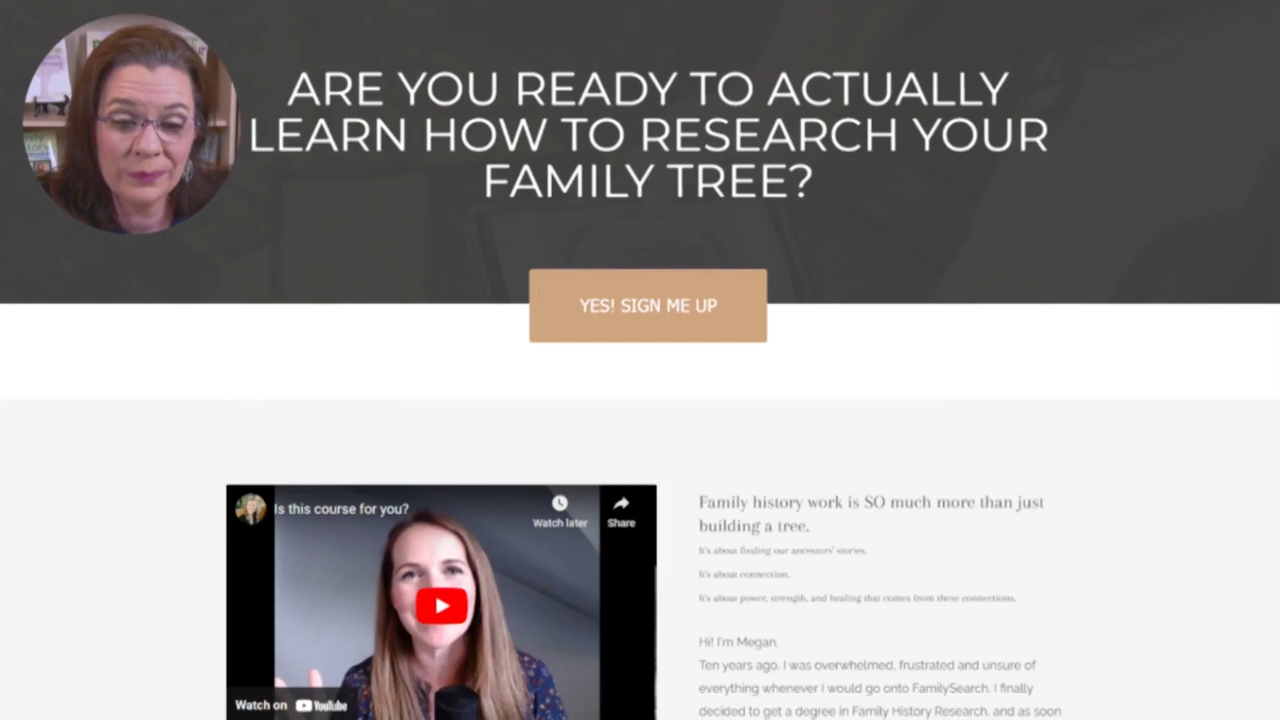 ARE YOU READY TO ACTUALLY
LEARN HOW TO RESEARCH YOUR
FAMILY TREE?
YES! SIGN ME UP
Is this course for you?
Watch later
Share
Watch on YouTube
Family history work is SO much more than just
building a tree.
It's about finding our ancestors' stories.
It's about connection.
It's about power, strength, and healing that comes from these connections.
Hi! I'm Megan.
Ten years ago, I was overwhelmed, frustrated and unsure of
everything whenever I would go onto FamilySearch. I finally
decided to get a degree in Family History Research, and as soon